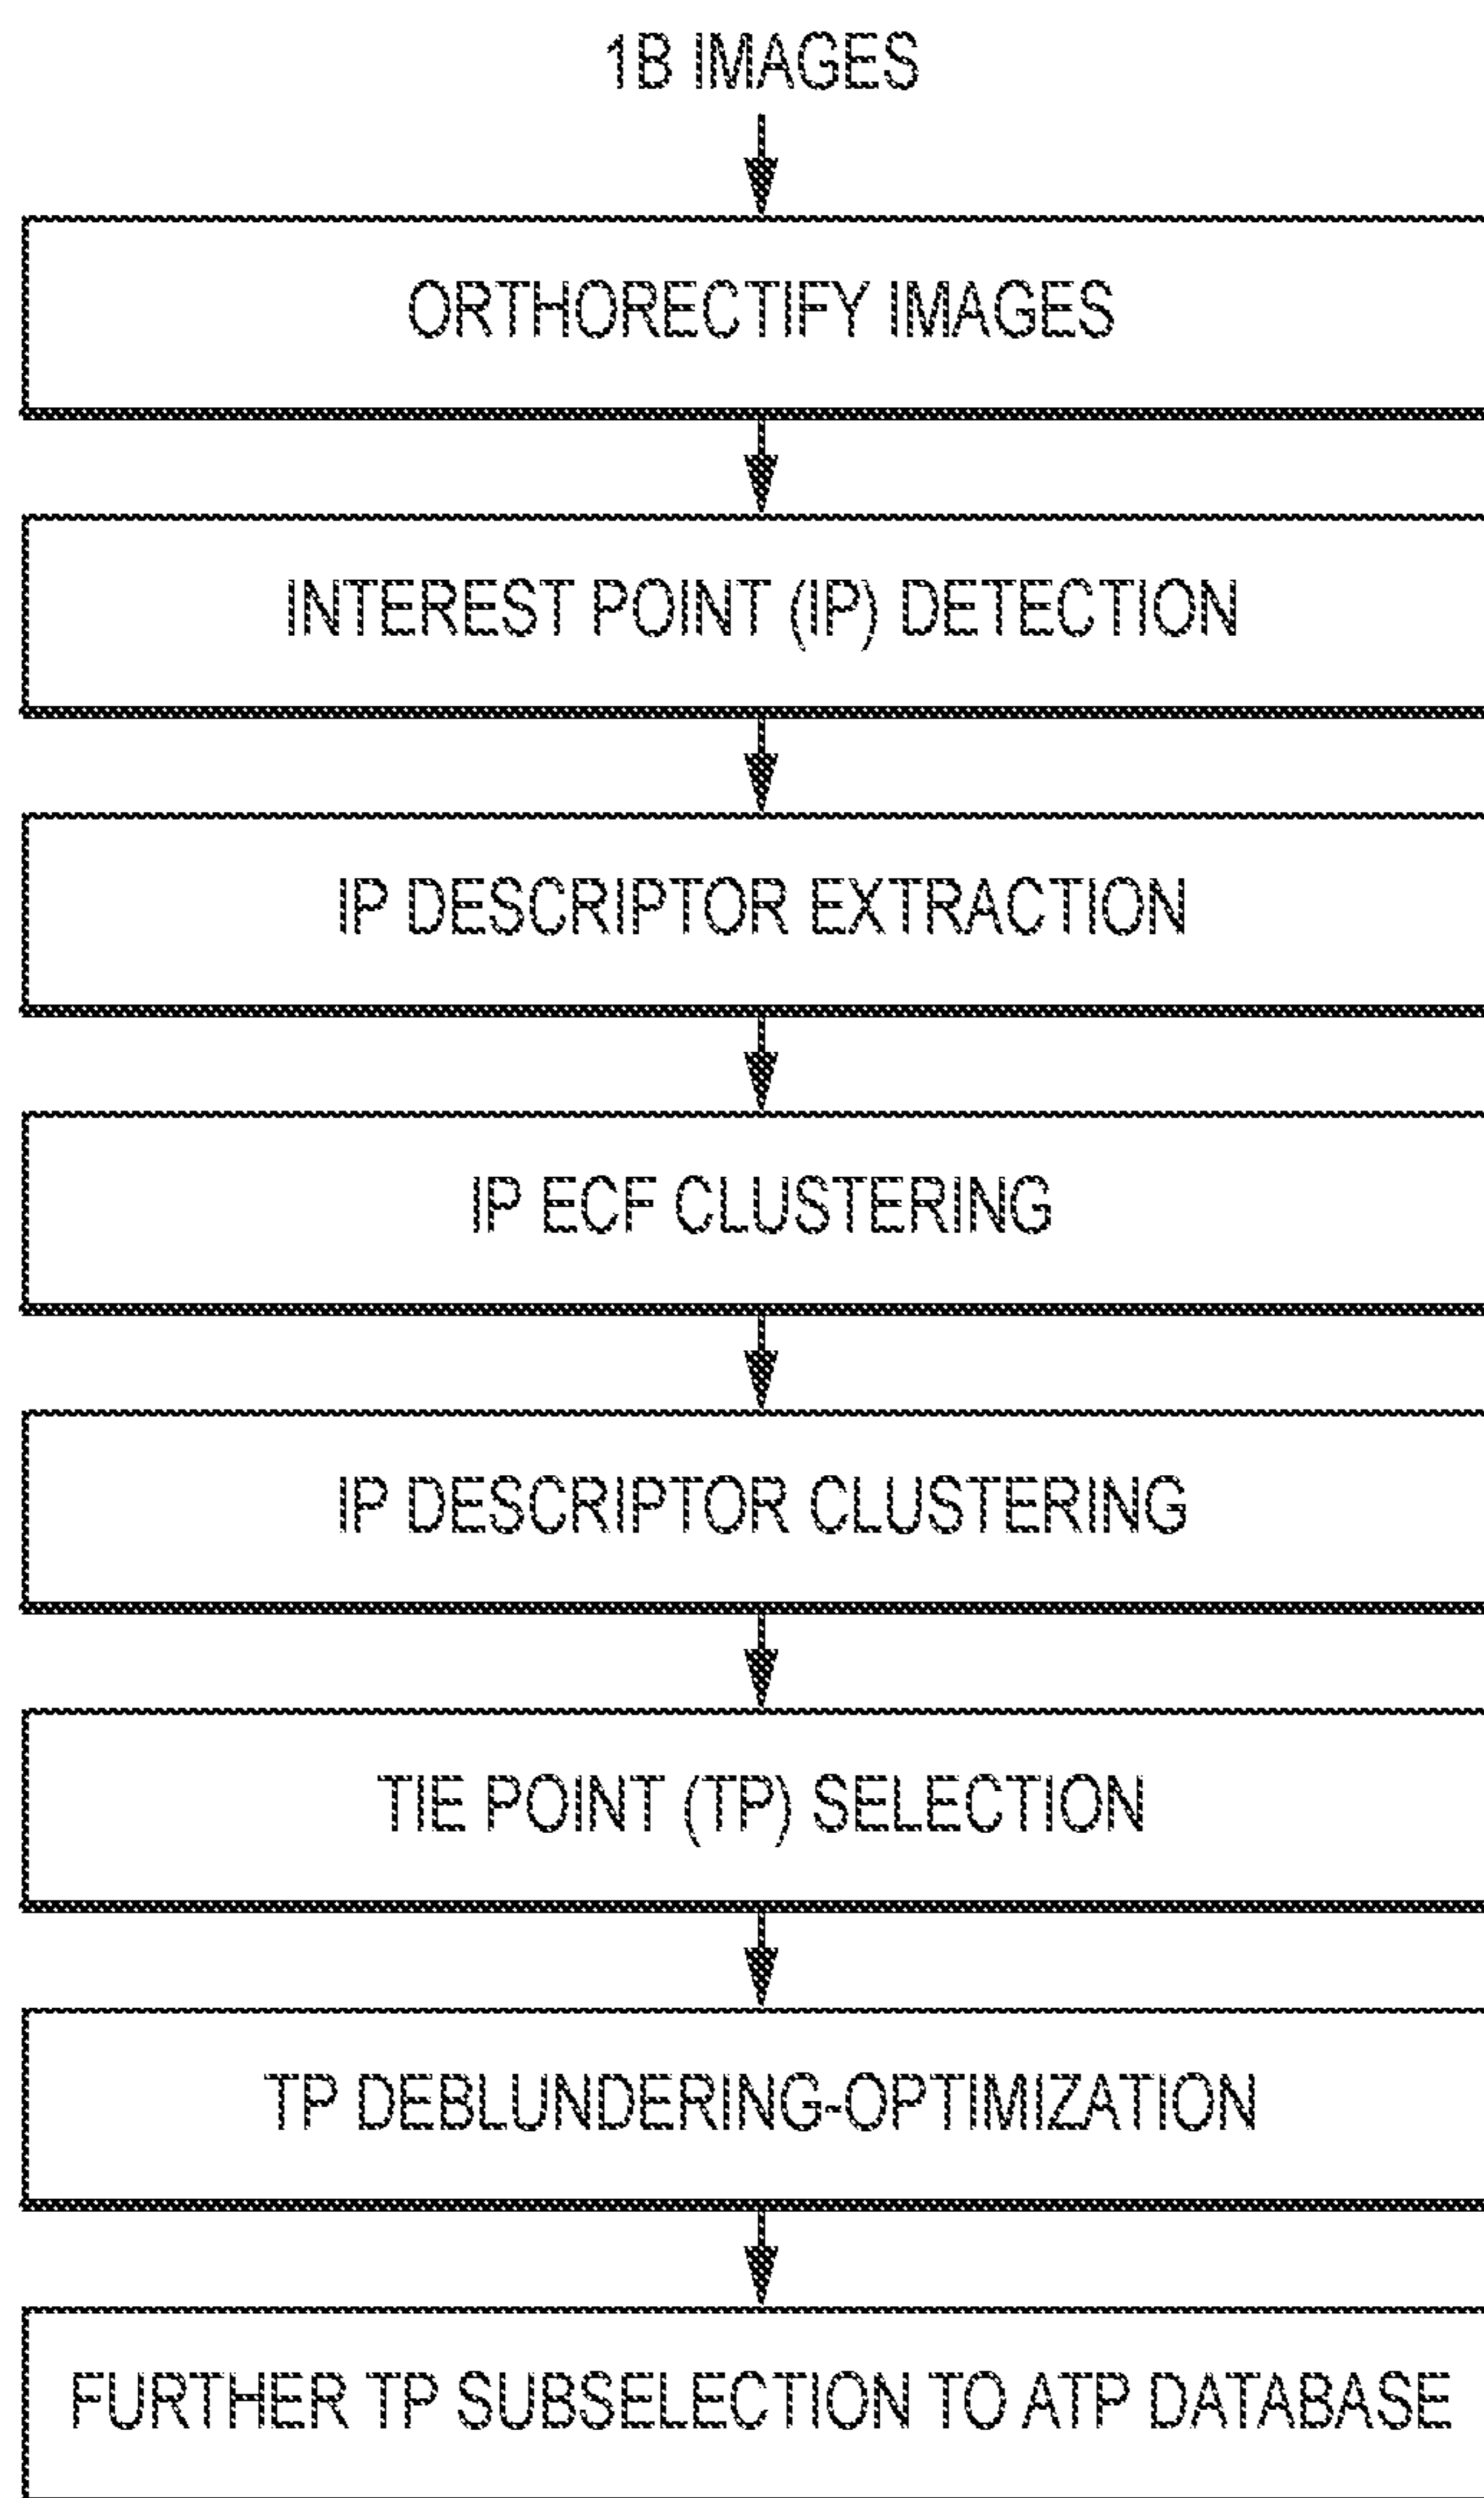 1B IMAGES
ORTHORECTIFY IMAGES
INTEREST POINT (IP) DETECTION
IP DESCRIPTOR EXTRACTION
IP ECF CLUSTERING
IP DESCRIPTOR CLUSTERING
TIE POINT (TP) SELECTION
TP DEBLUNDERING-OPTIMIZATION
FURTHER TP SUBSELECTION TO ATP DATABASE